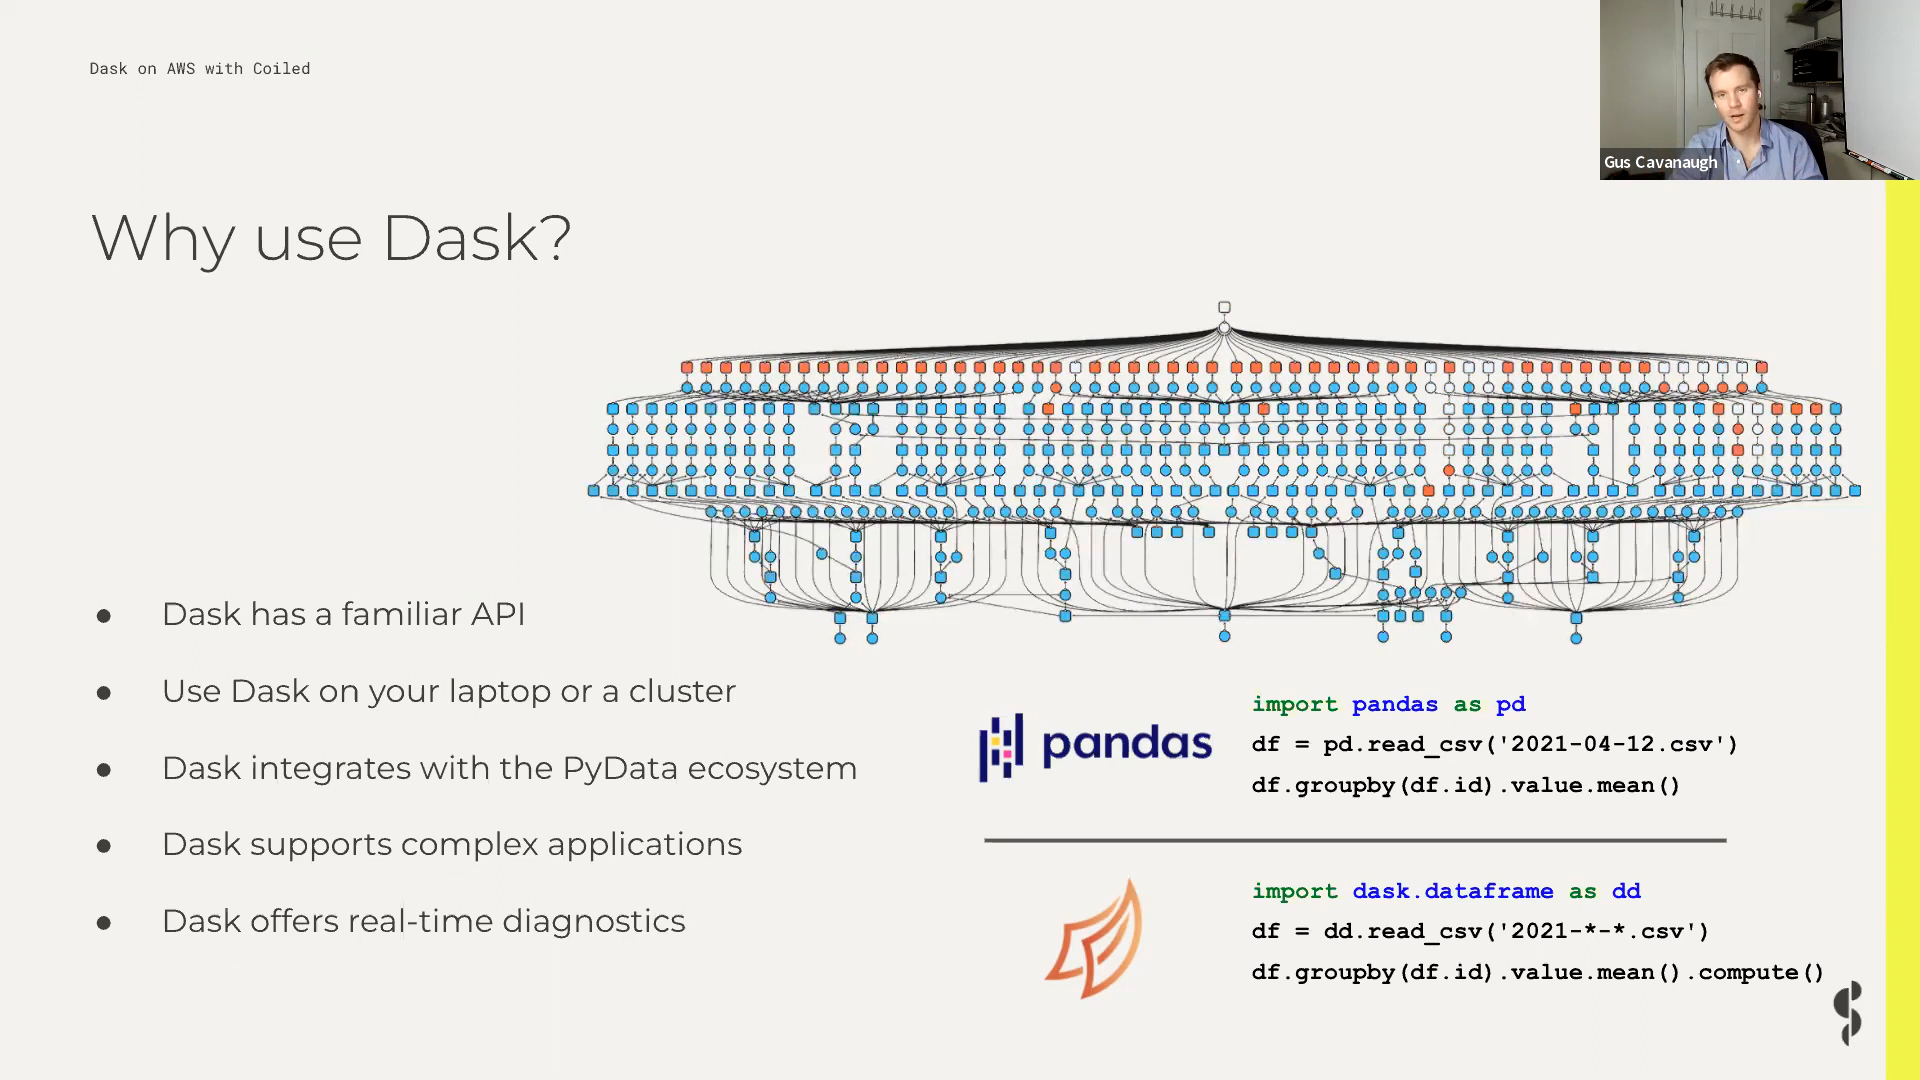 Dask on AWS with Coiled
Gus Cavanaugh
Why use Dask?
● Dask has a familiar API
● Use Dask on your laptop or a cluster
● Dask integrates with the PyData ecosystem
● Dask supports complex applications
● Dask offers real-time diagnostics
pandas
import pandas as pd
df = pd.read_csv('2021-04-12.csv')
df.groupby(df.id).value.mean()
import dask.dataframe as dd
df = dd.read_csv('2021-*-*.csv')
df.groupby(df.id).value.mean().compute()